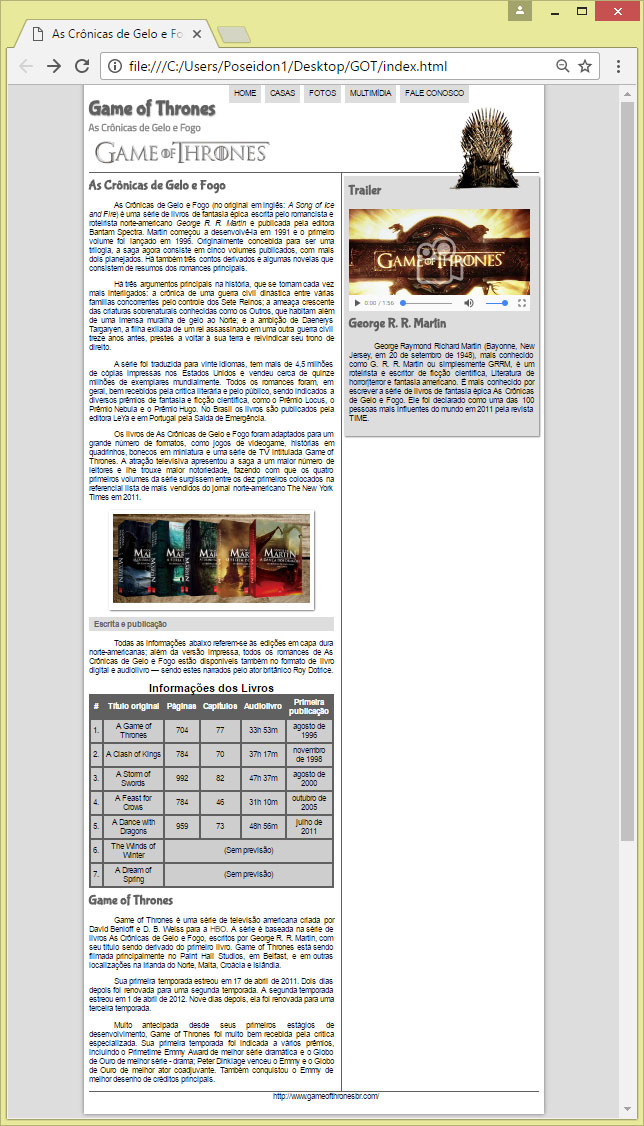 As Crônicas de Gelo e Fo
file:///C:/Users/Poseidon1/Desktop/GOT/index.html
HOME CASAS FOTOS MULTIMÍDIA FALE CONOSCO
Game of Thrones
As Crônicas de Gelo e Fogo
GAME OF THRONES
As Crônicas de Gelo e Fogo
As Crônicas de Gelo e Fogo (no original em inglês: A Song of Ice
and Fire) é uma série de livros de fantasia épica escrita pelo romancista e
roteirista norte-americano George R. R. Martin e publicada pela editora
Bantam Spectra. Martin começou a desenvolvê-la em 1991 e o primeiro
volume foi lançado em 1996. Originalmente concebida para ser uma
trilogia, a saga agora consiste em cinco volumes publicados, com mais
dois planejados. Há também três contos derivados e algumas novelas que
consistem de resumos dos romances principais.
Há três argumentos principais na história, que se tornam cada vez
mais interligados: a crônica de uma guerra civil dinástica entre várias
famílias concorrentes pelo controle dos Sete Reinos; a ameaça crescente
das criaturas sobrenaturais conhecidas como os Outros, que habitam além
de uma imensa muralha de gelo ao Norte; e a ambição de Daenerys
Targaryen, a filha exilada de um rei assassinado em uma outra guerra civil
treze anos antes, prestes a voltar à sua terra e reivindicar seu trono de
direito.
A série foi traduzida para vinte idiomas, tem mais de 4,5 milhões
de cópias impressas nos Estados Unidos e vendeu cerca de quinze
milhões de exemplares mundialmente. Todos os romances foram, em
geral, bem recebidos pela crítica literária e pelo público, sendo indicados a
diversos prêmios de fantasia e ficção científica, como o Prêmio Locus, o
Prêmio Nebula e o Prêmio Hugo. No Brasil os livros são publicados pela
editora LeYa e em Portugal pela Saída de Emergência.
Os livros de As Crônicas de Gelo e Fogo foram adaptados para um
grande número de formatos, como jogos de videogame, histórias em
quadrinhos, bonecos em miniatura e uma série de TV intitulada Game of
Thrones. A atração televisiva apresentou a saga a um maior número de
leitores e lhe trouxe maior notoriedade, fazendo com que os quatro
primeiros volumes da série surgissem entre os dez primeiros colocados na
referencial lista de mais vendidos do jornal norte-americano The New York
Times em 2011.
MARTIN MARTIN MARTIN MARTIN MARTIN
Escrita e publicação
Todas as informações abaixo referem-se às edições em capa dura
norte-americanas; além da versão impressa, todos os romances de As
Crônicas de Gelo e Fogo estão disponíveis também no formato de livro
digital e audiolivro — sendo estes narrados pelo ator britânico Roy Dotrice.
Informações dos Livros
# Título original Páginas Capítulos Audiolivro Primeira publicação
1. A Game of Thrones 704 77 33h 53m agosto de 1996
2. A Clash of Kings 784 70 37h 17m novembro de 1998
3. A Storm of Swords 992 82 47h 37m agosto de 2000
4. A Feast for Crows 784 46 31h 10m outubro de 2005
5. A Dance with Dragons 959 73 48h 56m julho de 2011
6. The Winds of Winter (Sem previsão)
7. A Dream of Spring (Sem previsão)
Game of Thrones
Game of Thrones é uma série de televisão americana criada por
David Benioff e D. B. Weiss para a HBO. A série é baseada na série de
livros As Crônicas de Gelo e Fogo, escritos por George R. R. Martin, com
seu título sendo derivado do primeiro livro. Game of Thrones está sendo
filmada principalmente no Paint Hall Studios, em Belfast, e em outras
localizações na Irlanda do Norte, Malta, Croácia e Islândia.
Sua primeira temporada estreou em 17 de abril de 2011. Dois dias
depois foi renovada para uma segunda temporada. A segunda temporada
estreou em 1 de abril de 2012. Nove dias depois, ela foi renovada para uma
terceira temporada.
Muito antecipada desde seus primeiros estágios de
desenvolvimento, Game of Thrones foi muito bem recebida pela crítica
especializada. Sua primeira temporada foi indicada a vários prêmios,
incluindo o Primetime Emmy Award de melhor série dramática e o Globo
de Ouro de melhor série - drama; Peter Dinklage venceu o Emmy e o Globo
de Ouro de melhor ator coadjuvante. Também conquistou o Emmy de
melhor desenho de créditos principais.
Trailer
GAME OF THRONES
0:00 / 1:56
George R. R. Martin
George Raymond Richard Martin (Bayonne, New
Jersey, em 20 de setembro de 1948), mais conhecido
como G. R. R. Martin ou simplesmente GRRM, é um
roteirista e escritor de ficção científica, Literatura de
horror|terror e fantasia americano. É mais conhecido por
escrever a série de livros de fantasia épica As Crônicas
de Gelo e Fogo. Ele foi declarado como uma das 100
pessoas mais influentes do mundo em 2011 pela revista
TIME.
http://www.gameofthronesbr.com/